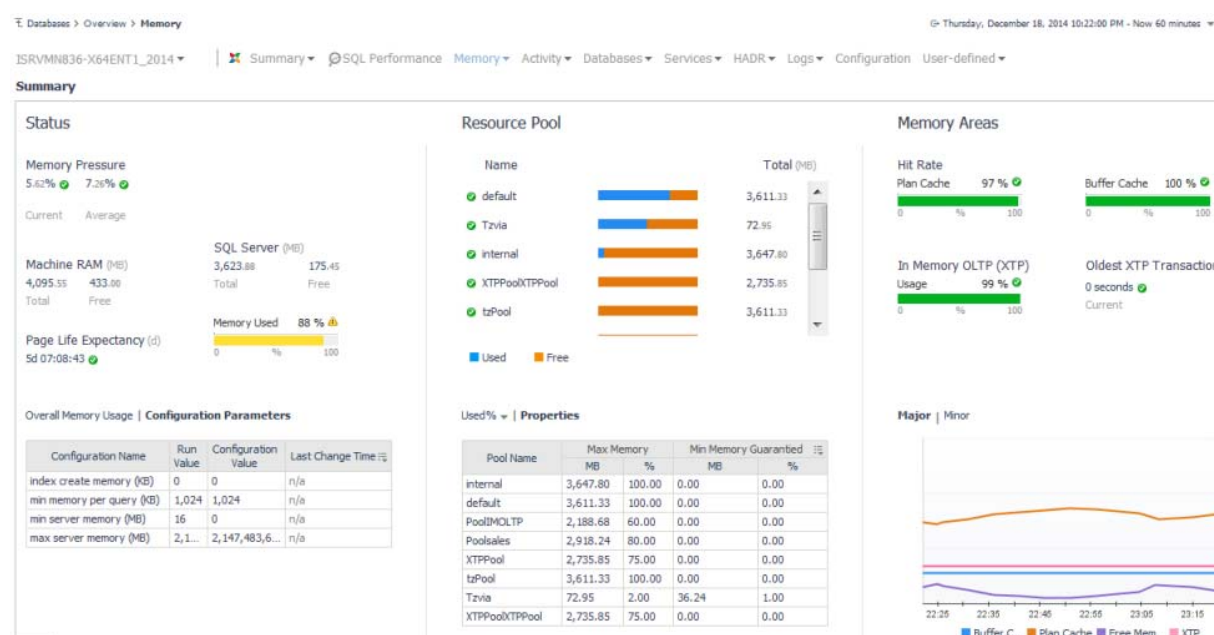 Databases > Overview > Memory
Thursday, December 18, 2014 10:22:00 PM - Now 60 minutes
ISRVMN836-X64ENT1_2014
Summary SQL Performance Memory Activity Databases Services HADR Logs Configuration User-defined
Summary
Status
Memory Pressure
5.62% 7.26%
Current Average
Machine RAM (MB)
4,095.55 433.00
Total Free
SQL Server (MB)
3,623.88 175.45
Total Free
Memory Used 88 %
0 % 100
Page Life Expectancy (d)
5d 07:08:43
Overall Memory Usage | Configuration Parameters
Configuration Name Run Value Configuration Value Last Change Time
index create memory (KB) 0 0 n/a
min memory per query (KB) 1,024 1,024 n/a
min server memory (MB) 16 0 n/a
max server memory (MB) 2,1... 2,147,483,6... n/a
Resource Pool
Name Total (MB)
default 3,611.33
Tzvia 72.95
internal 3,647.80
XTPPoolXTPPool 2,735.85
tzPool 3,611.33
Used Free
Used% | Properties
Pool Name Max Memory Min Memory Guarantied
MB % MB %
internal 3,647.80 100.00 0.00 0.00
default 3,611.33 100.00 0.00 0.00
PoolIMOLTP 2,188.68 60.00 0.00 0.00
Poolsales 2,918.24 80.00 0.00 0.00
XTPPool 2,735.85 75.00 0.00 0.00
tzPool 3,611.33 100.00 0.00 0.00
Tzvia 72.95 2.00 36.24 1.00
XTPPoolXTPPool 2,735.85 75.00 0.00 0.00
Memory Areas
Hit Rate
Plan Cache 97 %
0 % 100
Buffer Cache 100 %
0 % 100
In Memory OLTP (XTP)
Usage 99 %
0 % 100
Oldest XTP Transaction
0 seconds
Current
Major | Minor
22:25 22:35 22:45 22:55 23:05 23:15
Buffer C... Plan Cache Free Mem... XTP